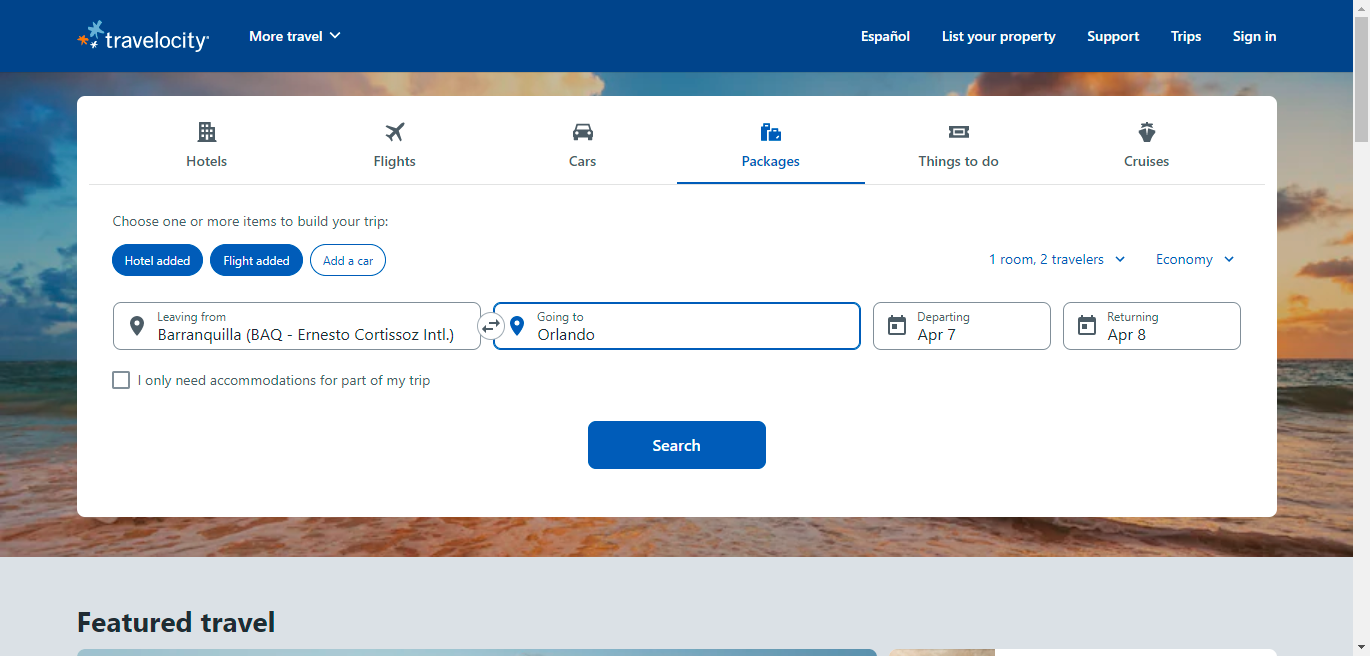 travelocity
More travel
Español
List your property
Support
Trips
Sign in
Hotels
Flights
Cars
Packages
Things to do
Cruises
Choose one or more items to build your trip:
Hotel added
Flight added
Add a car
1 room, 2 travelers
Economy
Leaving from
Barranquilla (BAQ - Ernesto Cortissoz Intl.)
Going to
Orlando
Departing
Apr 7
Returning
Apr 8
I only need accommodations for part of my trip
Search
Featured travel